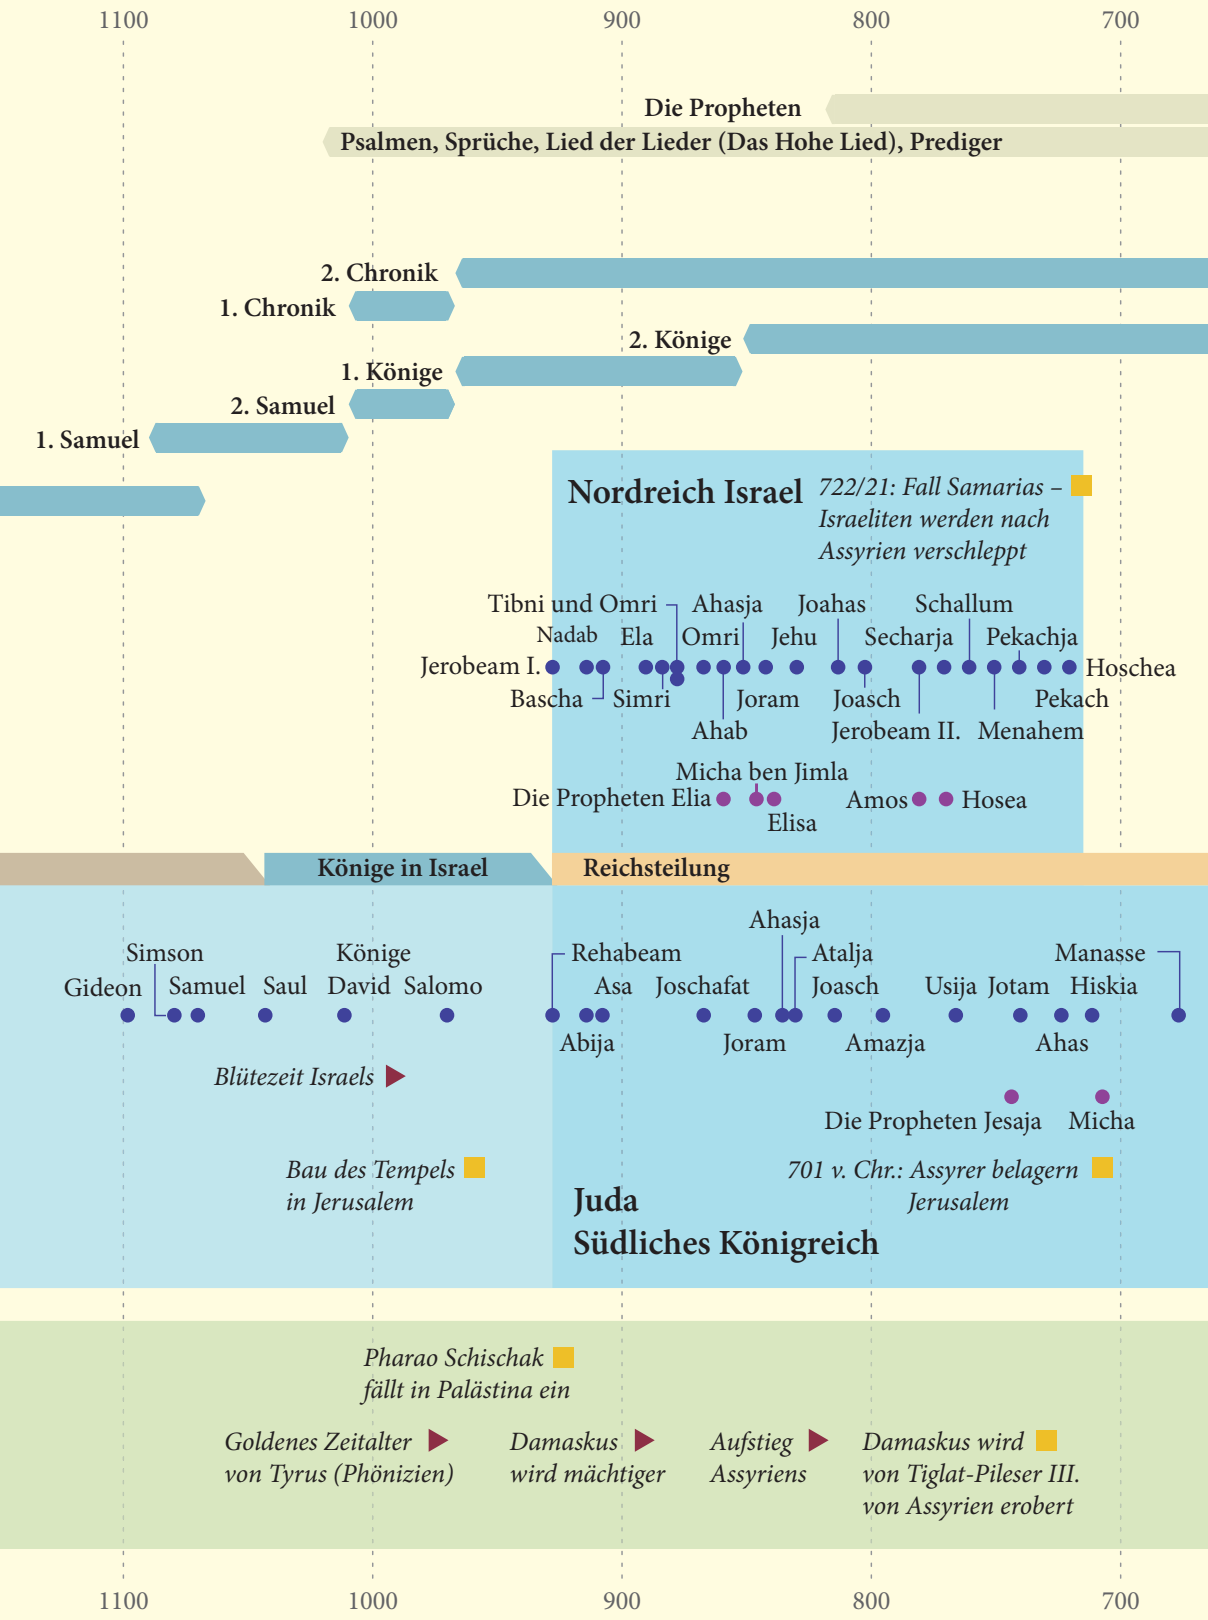 1100 1000 900 800 700
Die Propheten
Psalmen, Sprüche, Lied der Lieder (Das Hohe Lied), Prediger
2. Chronik
1. Chronik
2. Könige
1. Könige
2. Samuel
1. Samuel
Nordreich Israel
722/21: Fall Samarias –
Israeliten werden nach
Assyrien verschleppt
Tibni und Omri Ahasja Joahas Schallum
Nadab Ela Omri Jehu Secharja Pekachja
Jerobeam I. Hoschea
Bascha Simri Joram Joasch Pekach
Ahab Jerobeam II. Menahem
Micha ben Jimla
Die Propheten Elia Amos Hosea
Elisa
Könige in Israel Reichsteilung
Ahasja
Simson Könige Rehabeam Atalja Manasse
Gideon Samuel Saul David Salomo Asa Joschafat Joasch Usija Jotam Hiskia
Abija Joram Amazja Ahas
Blütezeit Israels
Die Propheten Jesaja Micha
Bau des Tempels
in Jerusalem
701 v. Chr.: Assyrer belagern
Jerusalem
Juda
Südliches Königreich
Pharao Schischak
fällt in Palästina ein
Goldenes Zeitalter
von Tyrus (Phönizien)
Damaskus
wird mächtiger
Aufstieg
Assyriens
Damaskus wird
von Tiglat-Pileser III.
von Assyrien erobert
1100 1000 900 800 700